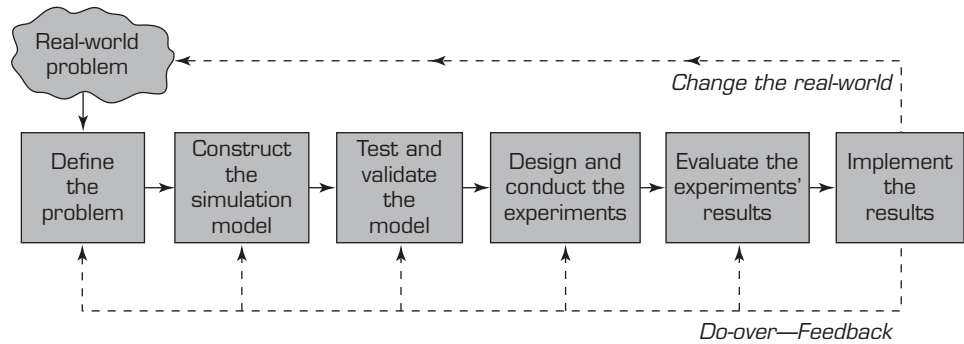 Real-world
problem
Change the real-world
Define
the
problem
Construct
the
simulation
model
Test and
validate
the
model
Design and
conduct the
experiments
Evaluate the
experiments’
results
Implement
the
results
Do-over—Feedback